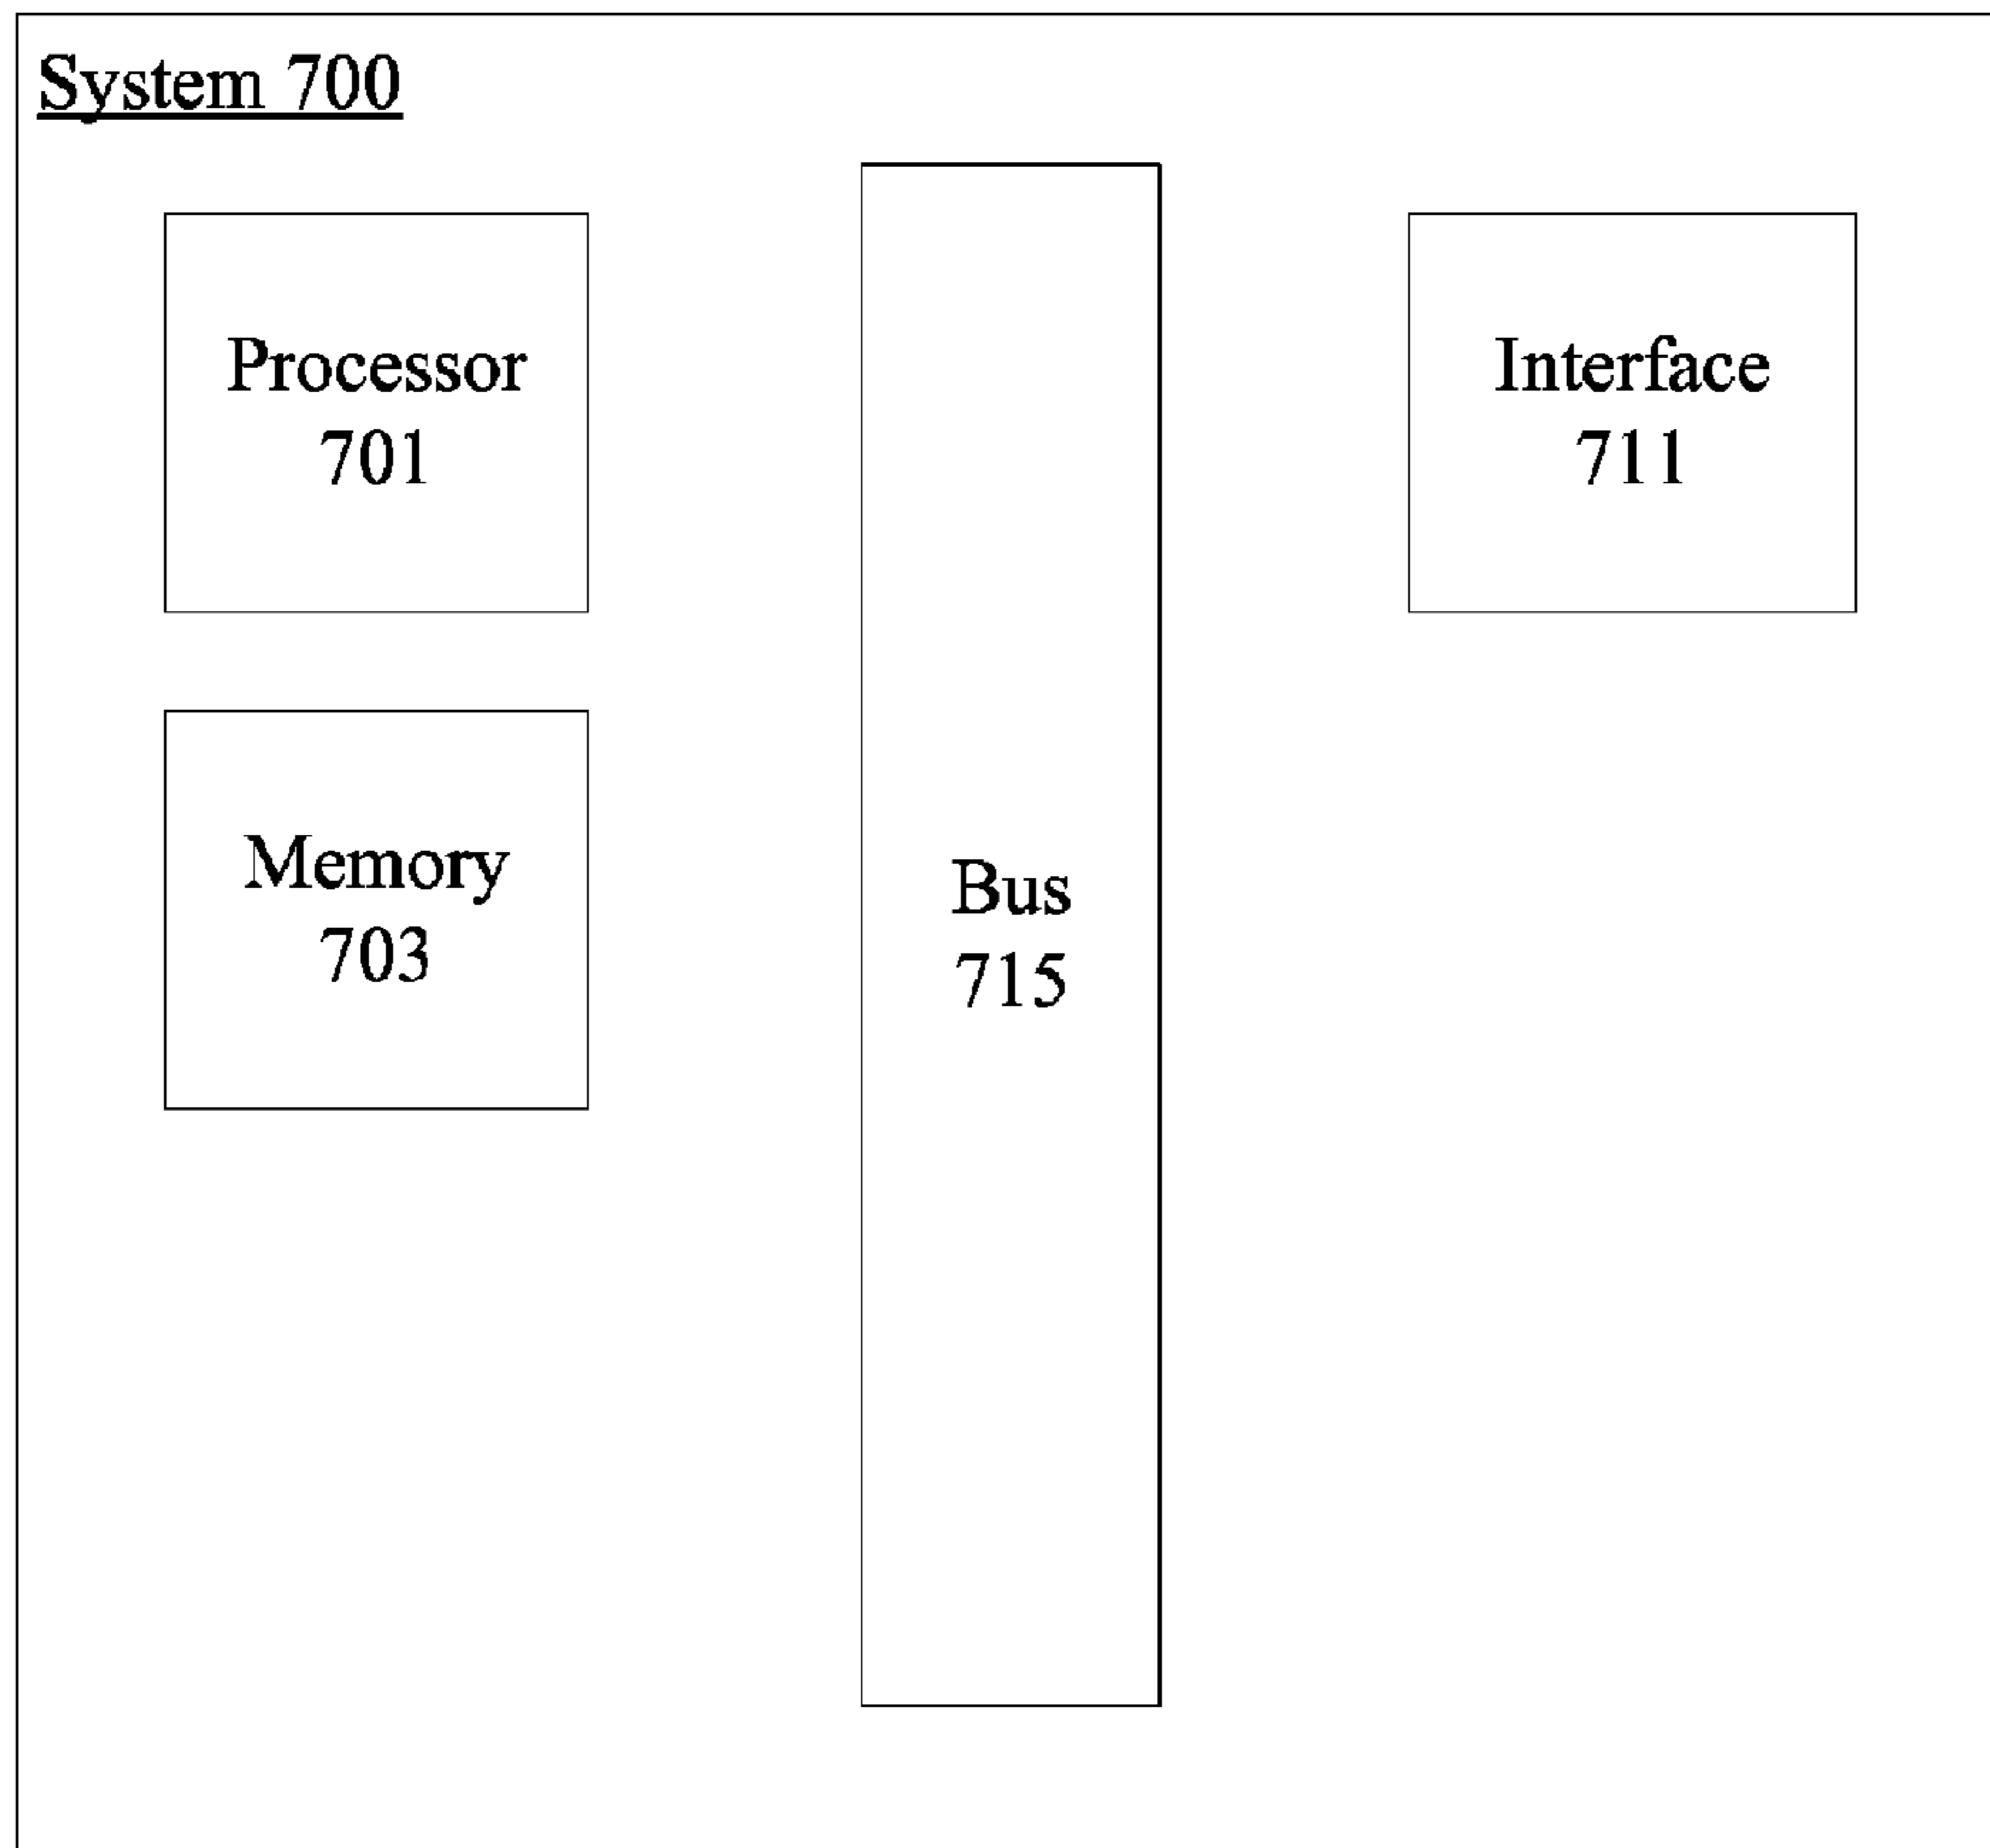 System 700
Processor
701
Interface
711
Memory
703
Bus
715